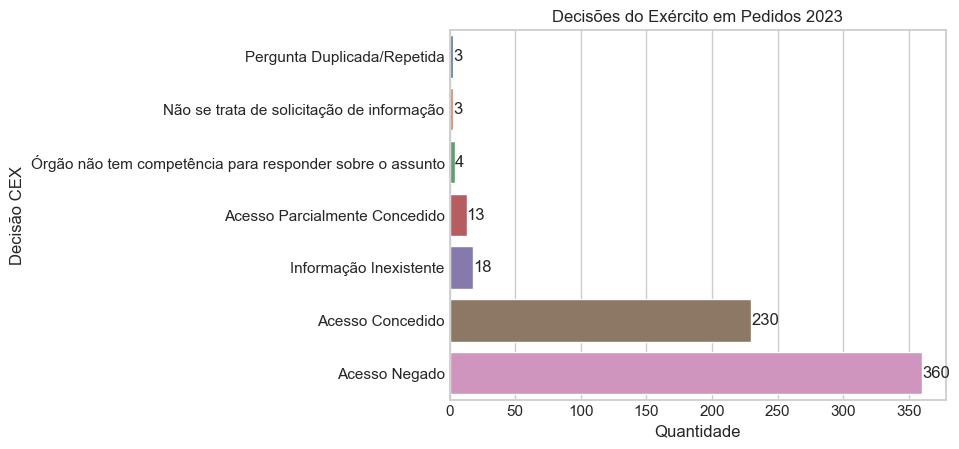 Decisões do Exército em Pedidos 2023
Decisão CEX
Pergunta Duplicada/Repetida 3
Não se trata de solicitação de informação 3
Órgão não tem competência para responder sobre o assunto 4
Acesso Parcialmente Concedido 13
Informação Inexistente 18
Acesso Concedido 230
Acesso Negado 360
0 50 100 150 200 250 300 350
Quantidade